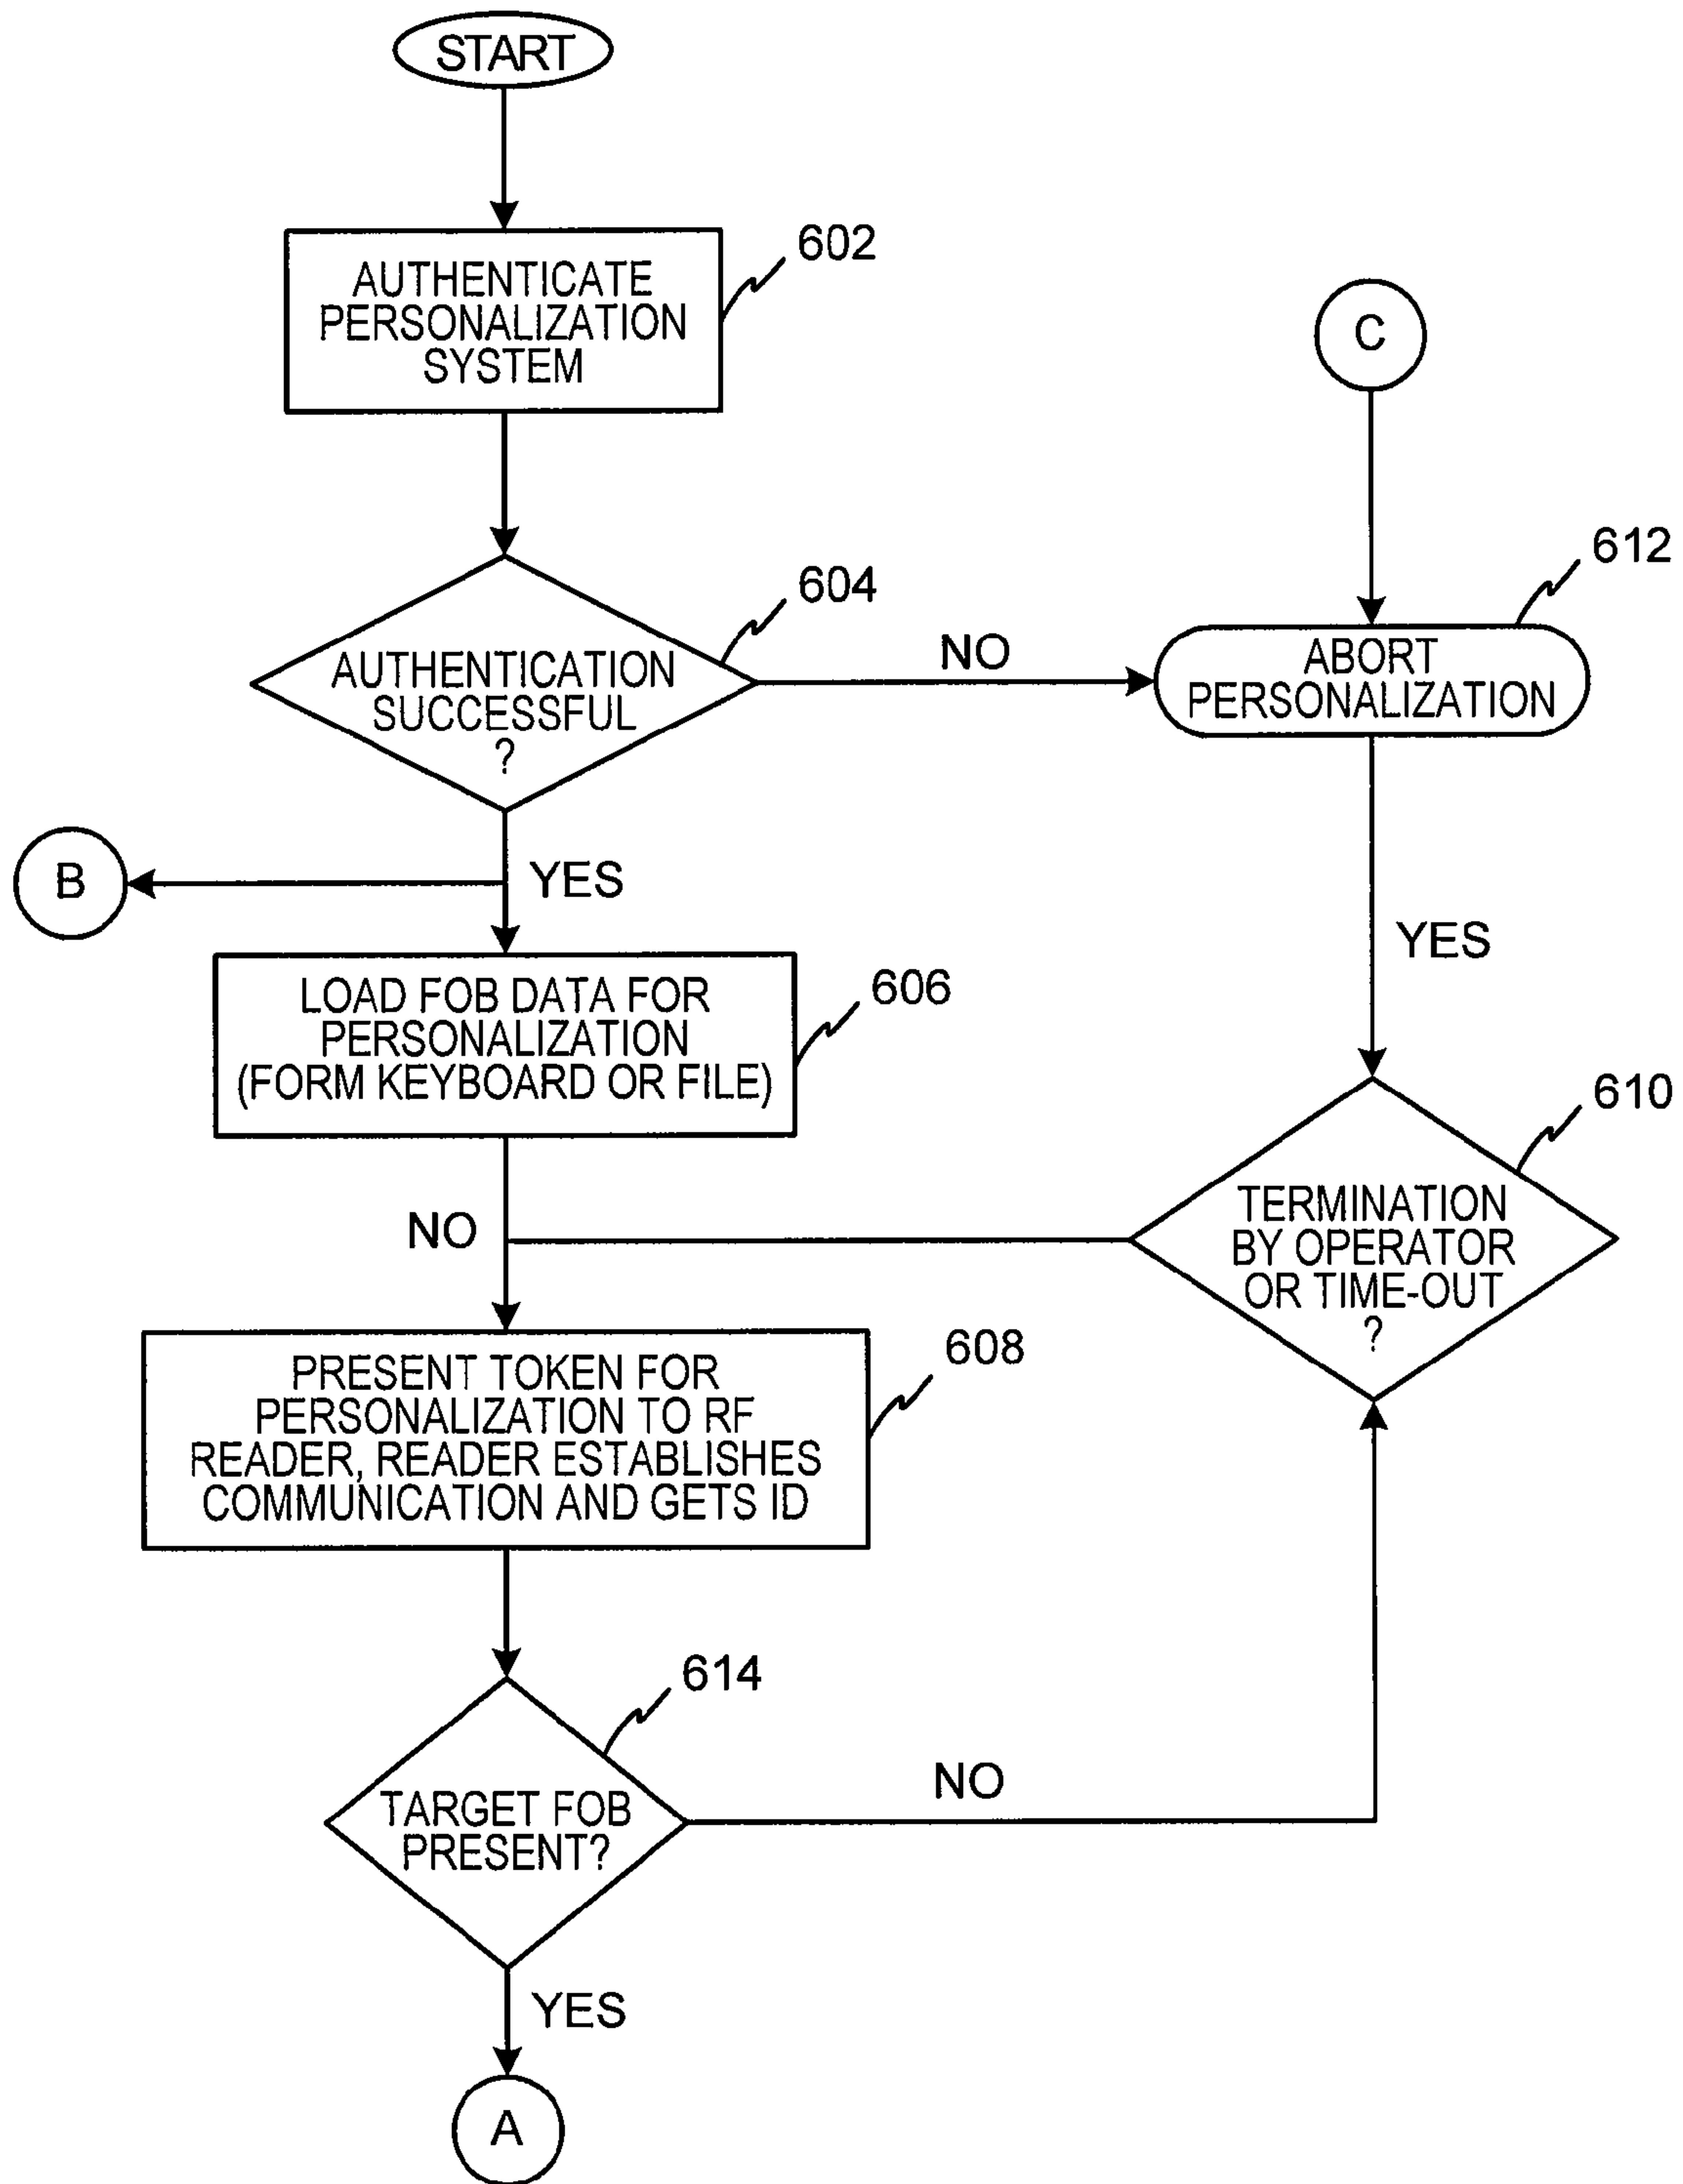 START
602
AUTHENTICATE
PERSONALIZATION
SYSTEM
C
612
604
AUTHENTICATION
SUCCESSFUL
?
NO
ABORT
PERSONALIZATION
B
YES
YES
606
LOAD FOB DATA FOR
PERSONALIZATION
(FORM KEYBOARD OR FILE)
610
NO
TERMINATION
BY OPERATOR
OR TIME-OUT
?
608
PRESENT TOKEN FOR
PERSONALIZATION TO RF
READER, READER ESTABLISHES
COMMUNICATION AND GETS ID
614
TARGET FOB
PRESENT?
NO
YES
A